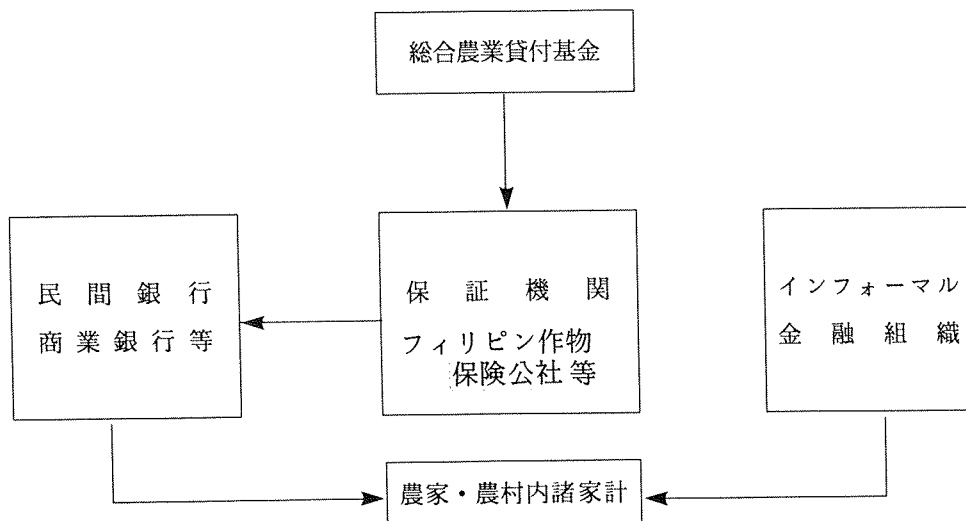 総合農業貸付基金
民間銀行
商業銀行等
保証機関
フィリピン作物
保険公社等
インフォーマル
金融組織
農家・農村内諸家計